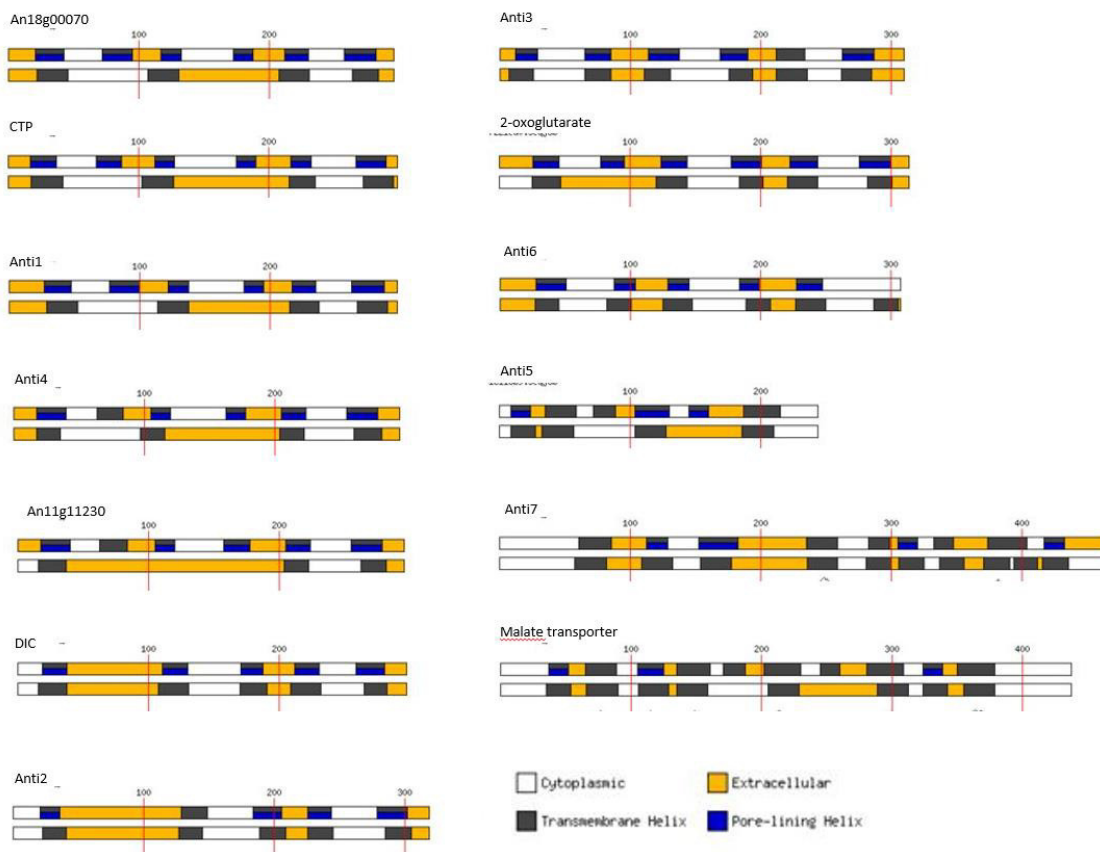 An18g00070
100 200
CTP
100 200
Anti1
100 200
Anti4
100 200
An11g11230
100 200
DIC
100 200
Anti2
100 200 300
Anti3
100 200 300
2-oxoglutarate
100 200 300
Anti6
100 200 300
Anti5
100 200
Anti7
100 200 300 400
Malate transporter
100 200 300 400
Cytoplasmic Extracellular
Transmembrane Helix Pore-lining Helix